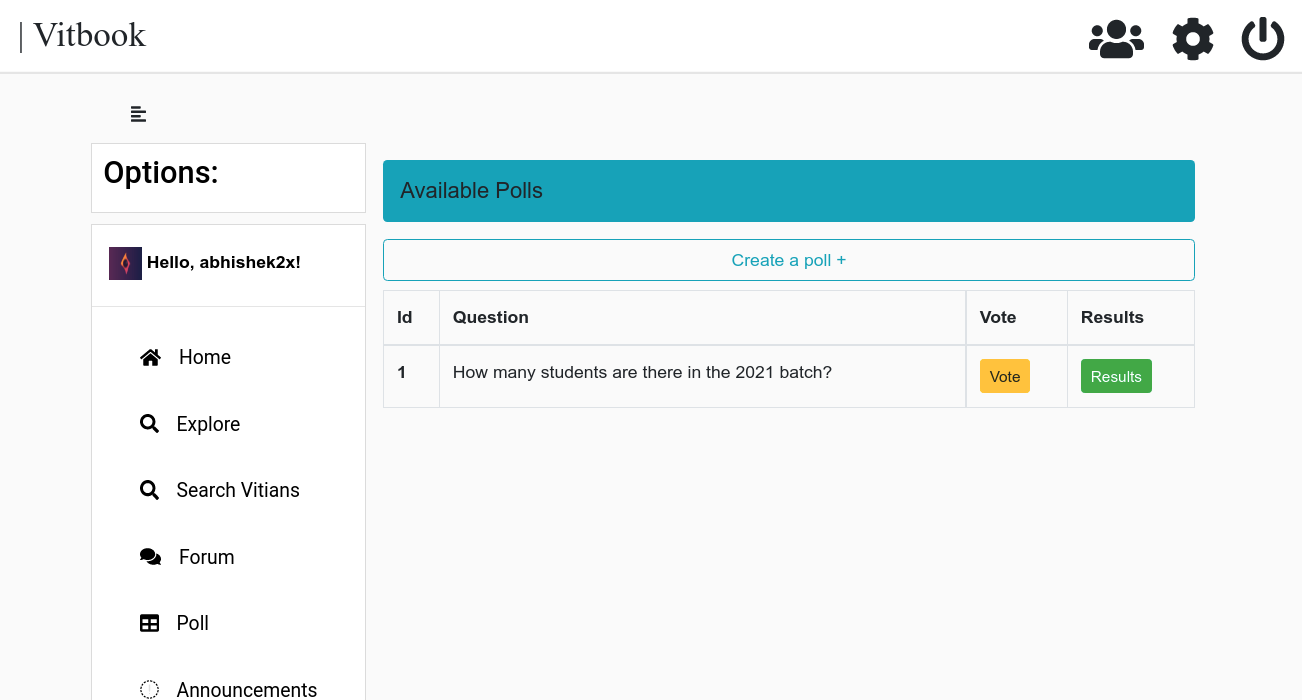 | Vitbook
Options:
Hello, abhishek2x!
Home
Explore
Search Vitians
Forum
Poll
Announcements
Available Polls
Create a poll +
Id Question Vote Results
1 How many students are there in the 2021 batch? Vote Results